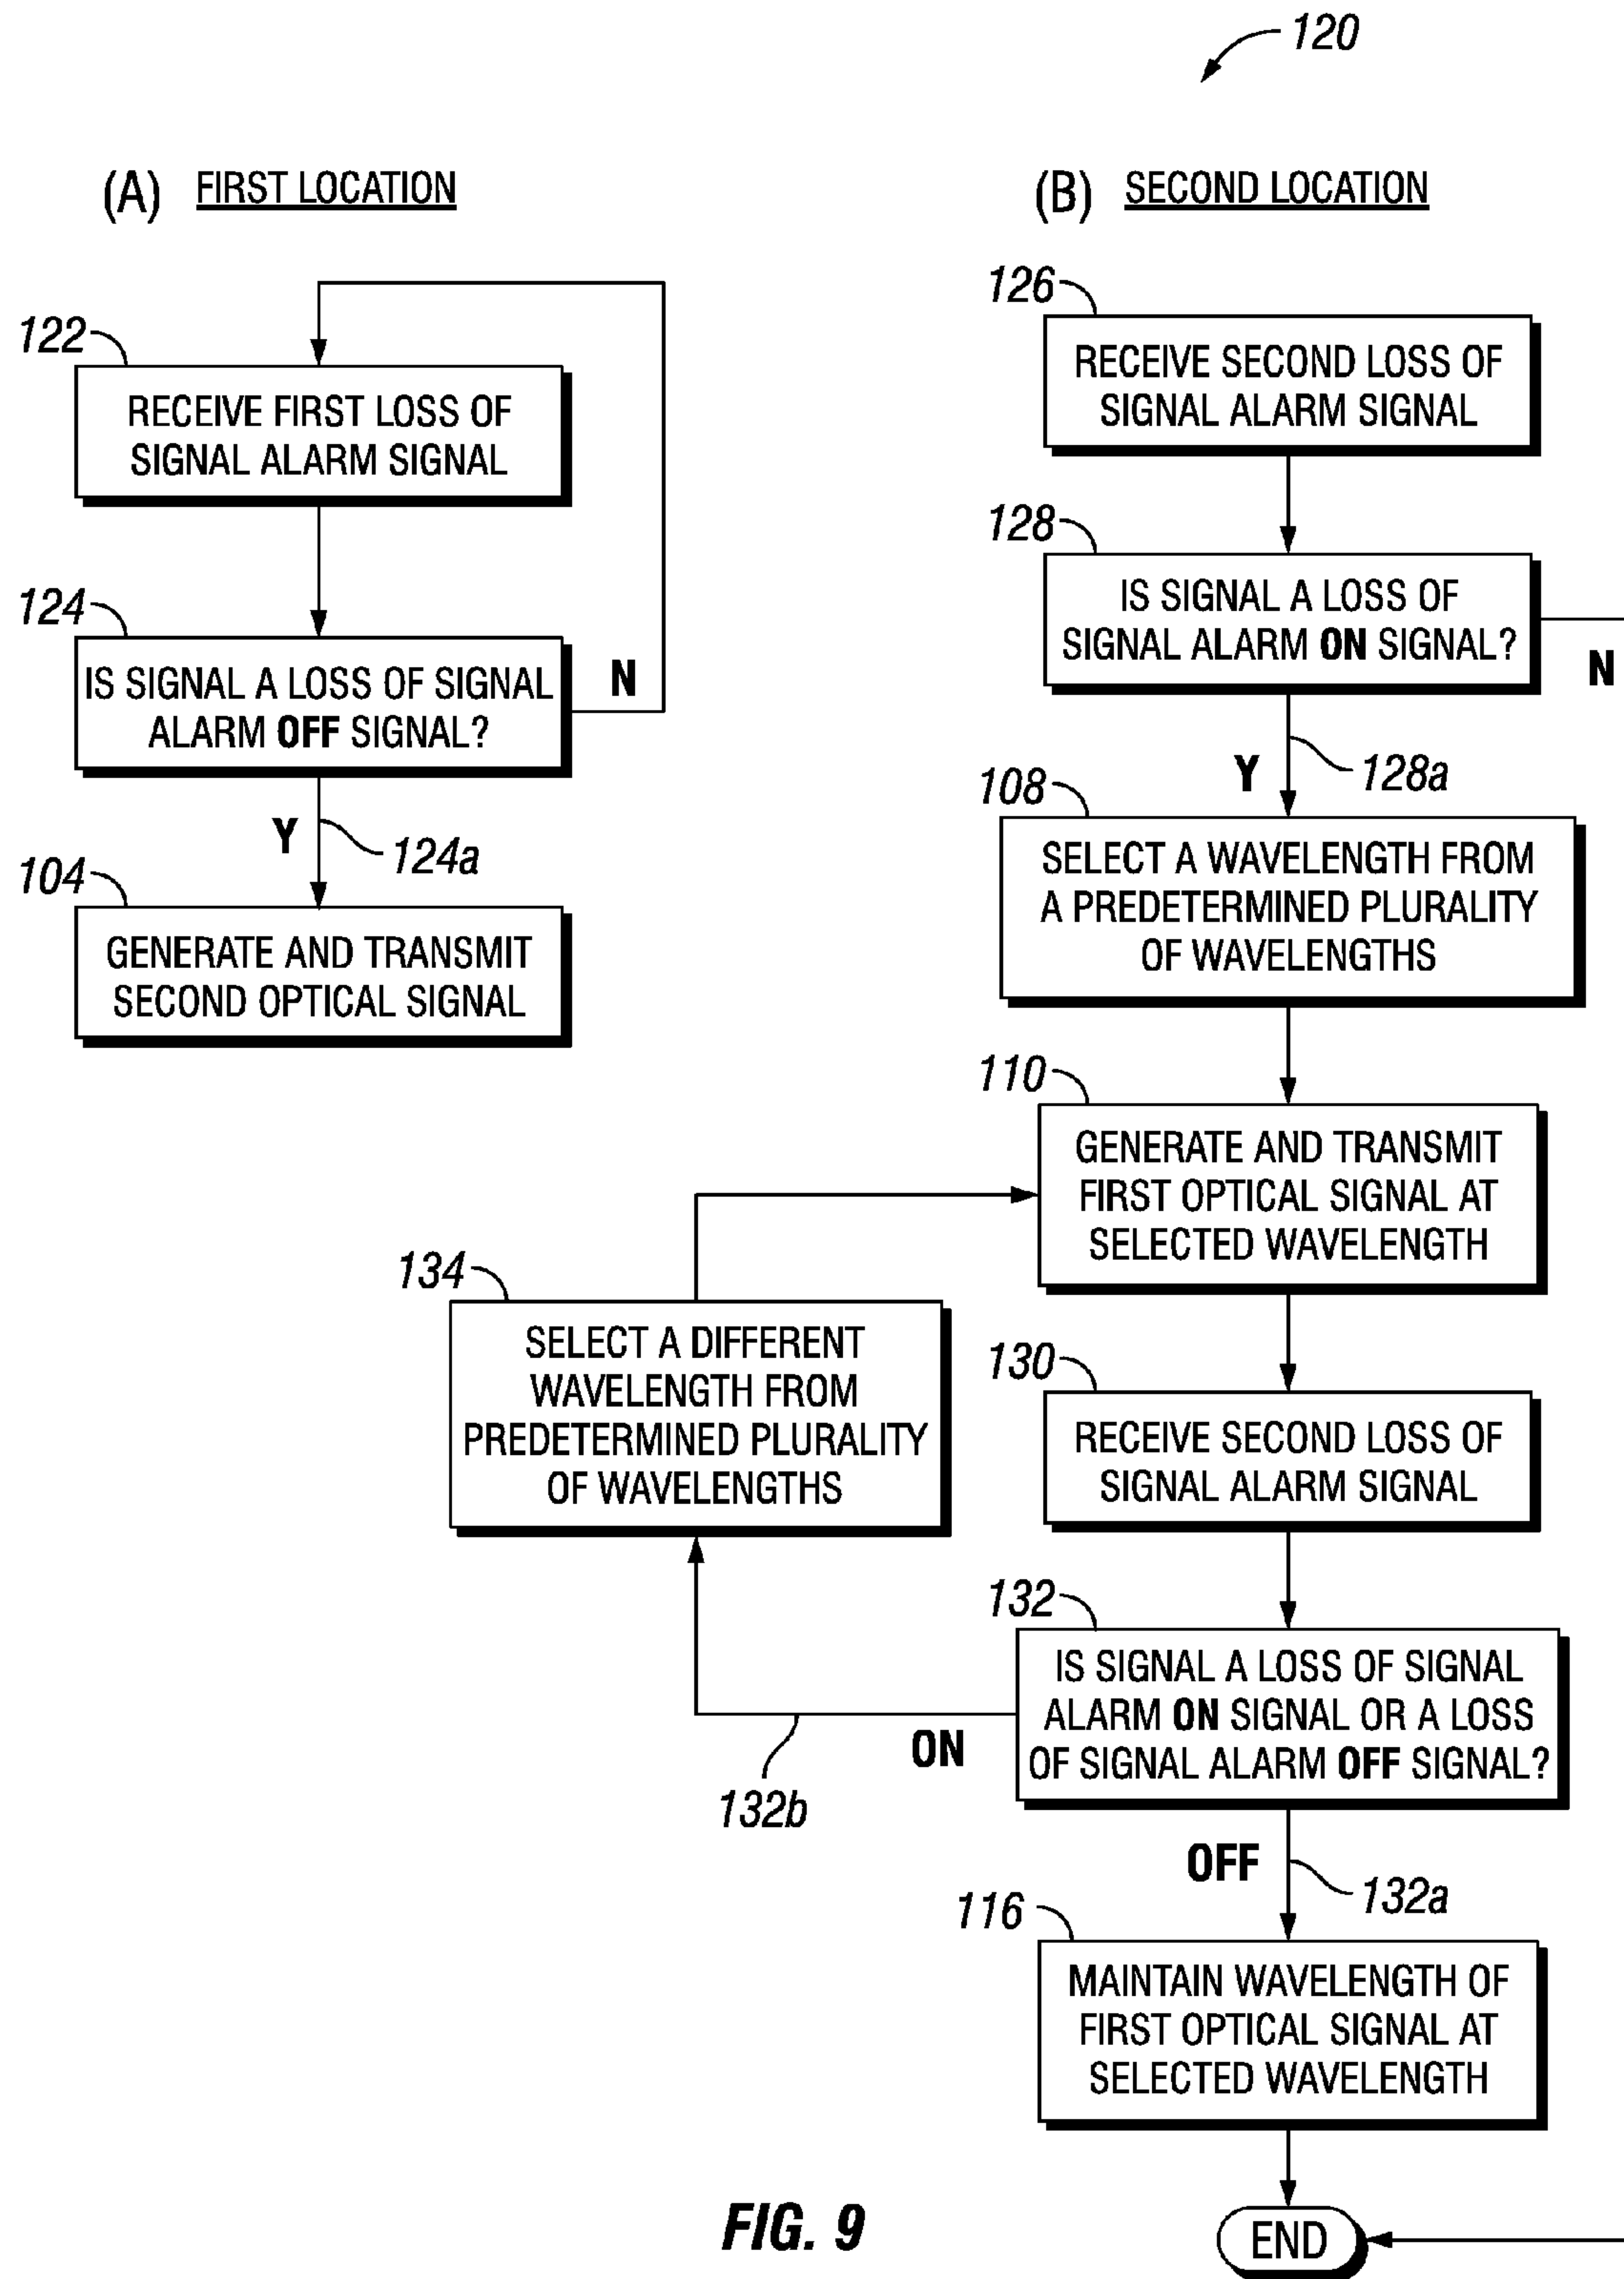 120
(A) FIRST LOCATION
122
RECEIVE FIRST LOSS OF
SIGNAL ALARM SIGNAL
124
IS SIGNAL A LOSS OF SIGNAL
ALARM OFF SIGNAL?
N
Y
124a
104
GENERATE AND TRANSMIT
SECOND OPTICAL SIGNAL
(B) SECOND LOCATION
126
RECEIVE SECOND LOSS OF
SIGNAL ALARM SIGNAL
128
IS SIGNAL A LOSS OF
SIGNAL ALARM ON SIGNAL?
N
Y
128a
108
SELECT A WAVELENGTH FROM
A PREDETERMINED PLURALITY
OF WAVELENGTHS
110
GENERATE AND TRANSMIT
FIRST OPTICAL SIGNAL AT
SELECTED WAVELENGTH
134
SELECT A DIFFERENT
WAVELENGTH FROM
PREDETERMINED PLURALITY
OF WAVELENGTHS
130
RECEIVE SECOND LOSS OF
SIGNAL ALARM SIGNAL
132
IS SIGNAL A LOSS OF SIGNAL
ALARM ON SIGNAL OR A LOSS
OF SIGNAL ALARM OFF SIGNAL?
ON
132b
OFF
132a
116
MAINTAIN WAVELENGTH OF
FIRST OPTICAL SIGNAL AT
SELECTED WAVELENGTH
END
FIG. 9